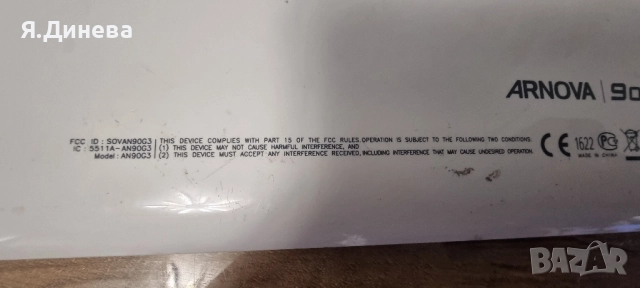 Я.Динева
ARNOVA | 90
FCC ID : SOVAN90G3 THIS DEVICE COMPLIES WITH PART 15 OF THE FCC RULES.OPERATION IS SUBJECT TO THE FOLLOWING TWO CONDITIONS.
IC : 5511A-AN90G3 (1) THIS DEVICE MAY NOT CAUSE HARMFUL INTERFERENCE, AND
Model: AN90G3 (2) THIS DEVICE MUST ACCEPT ANY INTERFERENCE RECEIVED, INCLUDING INTERFERENCE THAT MAY CAUSE UNDESIRED OPERATION.
CE 1622 PC
MADE IN CHINA
BAZAR